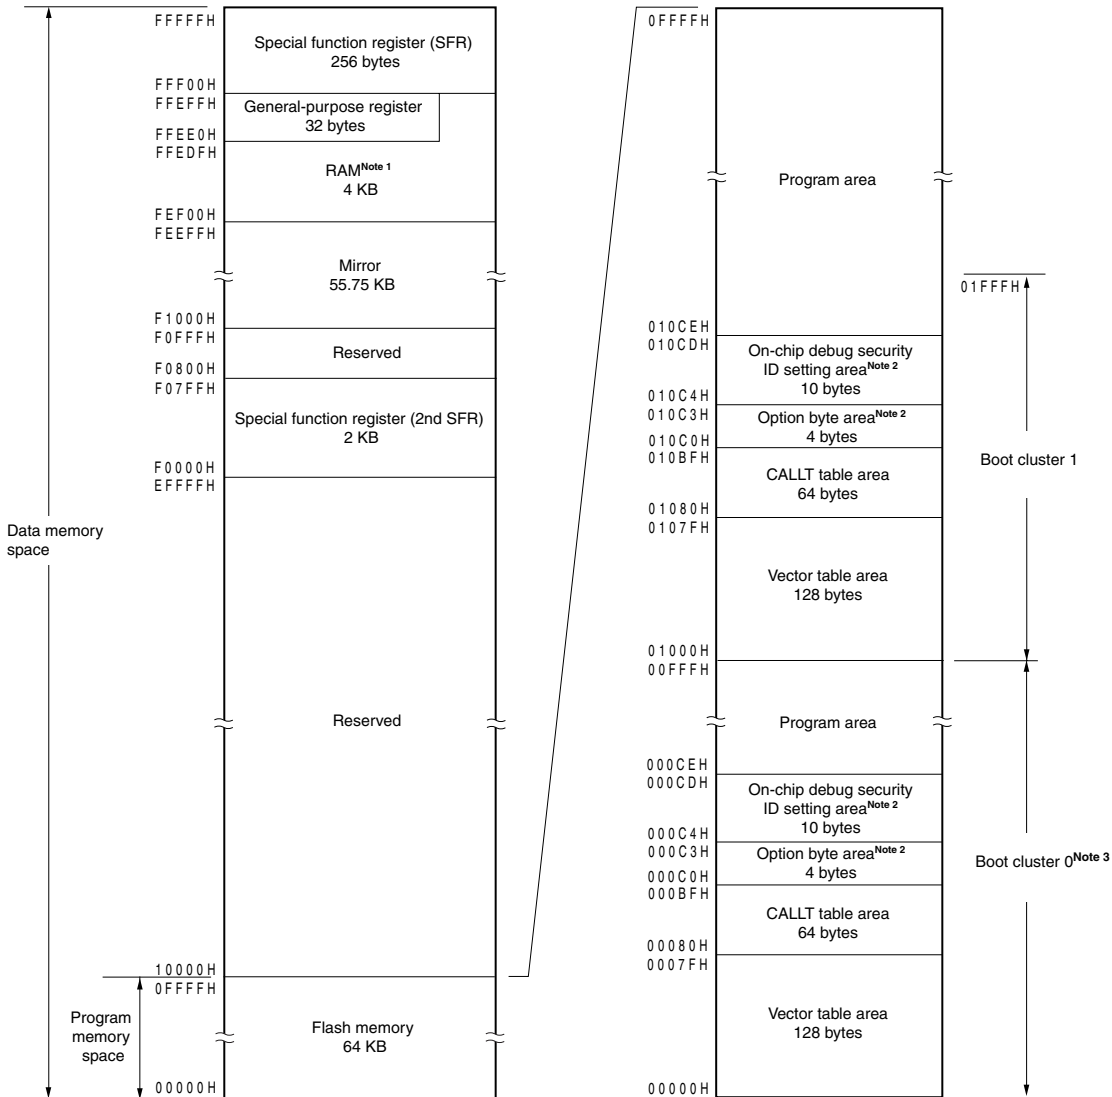 FFFFFH
Special function register (SFR)
256 bytes
FFF00H
FFEFFH
General-purpose register
32 bytes
FFEE0H
FFEDFH
RAMNote 1
4 KB
FEF00H
FEEFFH
Mirror
55.75 KB
F1000H
F0FFFH
Reserved
F0800H
F07FFH
Special function register (2nd SFR)
2 KB
F0000H
EFFFFH
Data memory
space
Reserved
10000H
0FFFFH
Program
memory
space
Flash memory
64 KB
00000H
0FFFFH
Program area
01FFFH
010CEH
010CDH
On-chip debug security
ID setting areaNote 2
10 bytes
010C4H
010C3H
Option byte areaNote 2
4 bytes
010C0H
010BFH
Boot cluster 1
CALLT table area
64 bytes
01080H
0107FH
Vector table area
128 bytes
01000H
00FFFH
Program area
000CEH
000CDH
On-chip debug security
ID setting areaNote 2
10 bytes
000C4H
000C3H
Option byte areaNote 2
4 bytes
Boot cluster 0Note 3
000C0H
000BFH
CALLT table area
64 bytes
00080H
0007FH
Vector table area
128 bytes
00000H